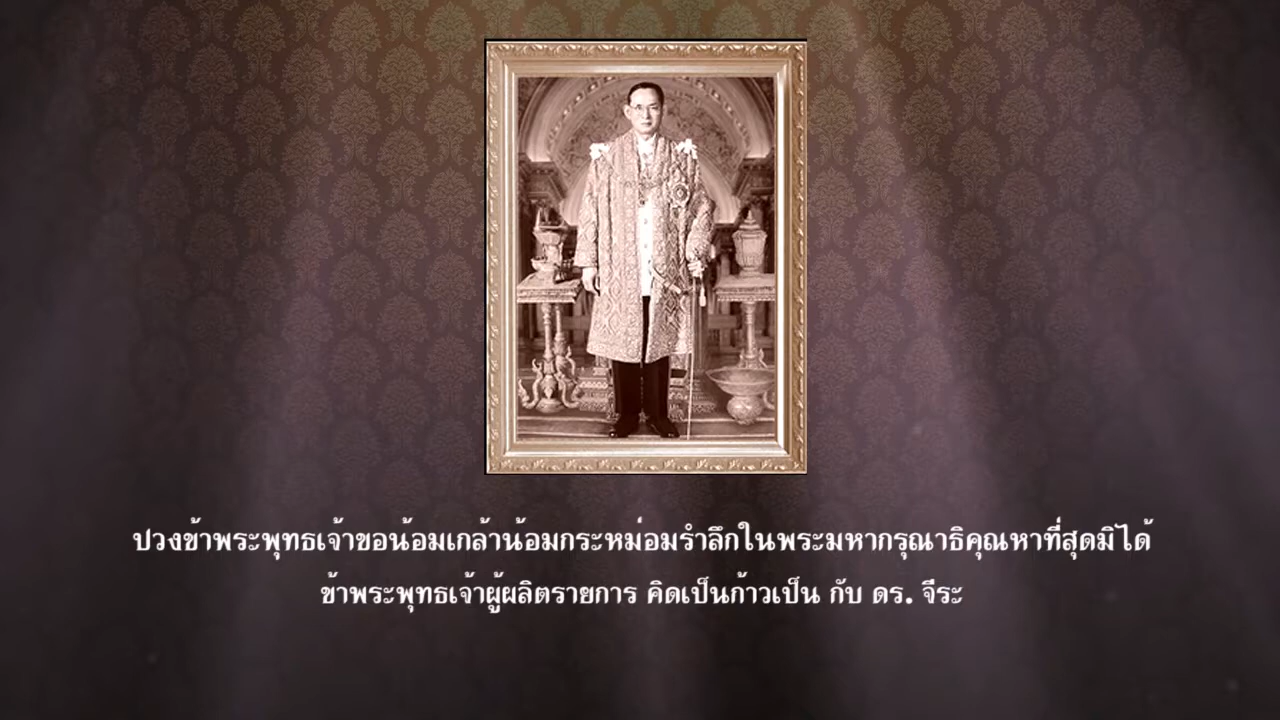 ปวงข้าพระพุทธเจ้าขอน้อมเกล้าน้อมกระหม่อมรำลึกในพระมหากรุณาธิคุณหาที่สุดมิได้
ข้าพระพุทธเจ้าผู้ผลิตรายการ คิดเป็นก้าวเป็น กับ ดร. จีระ